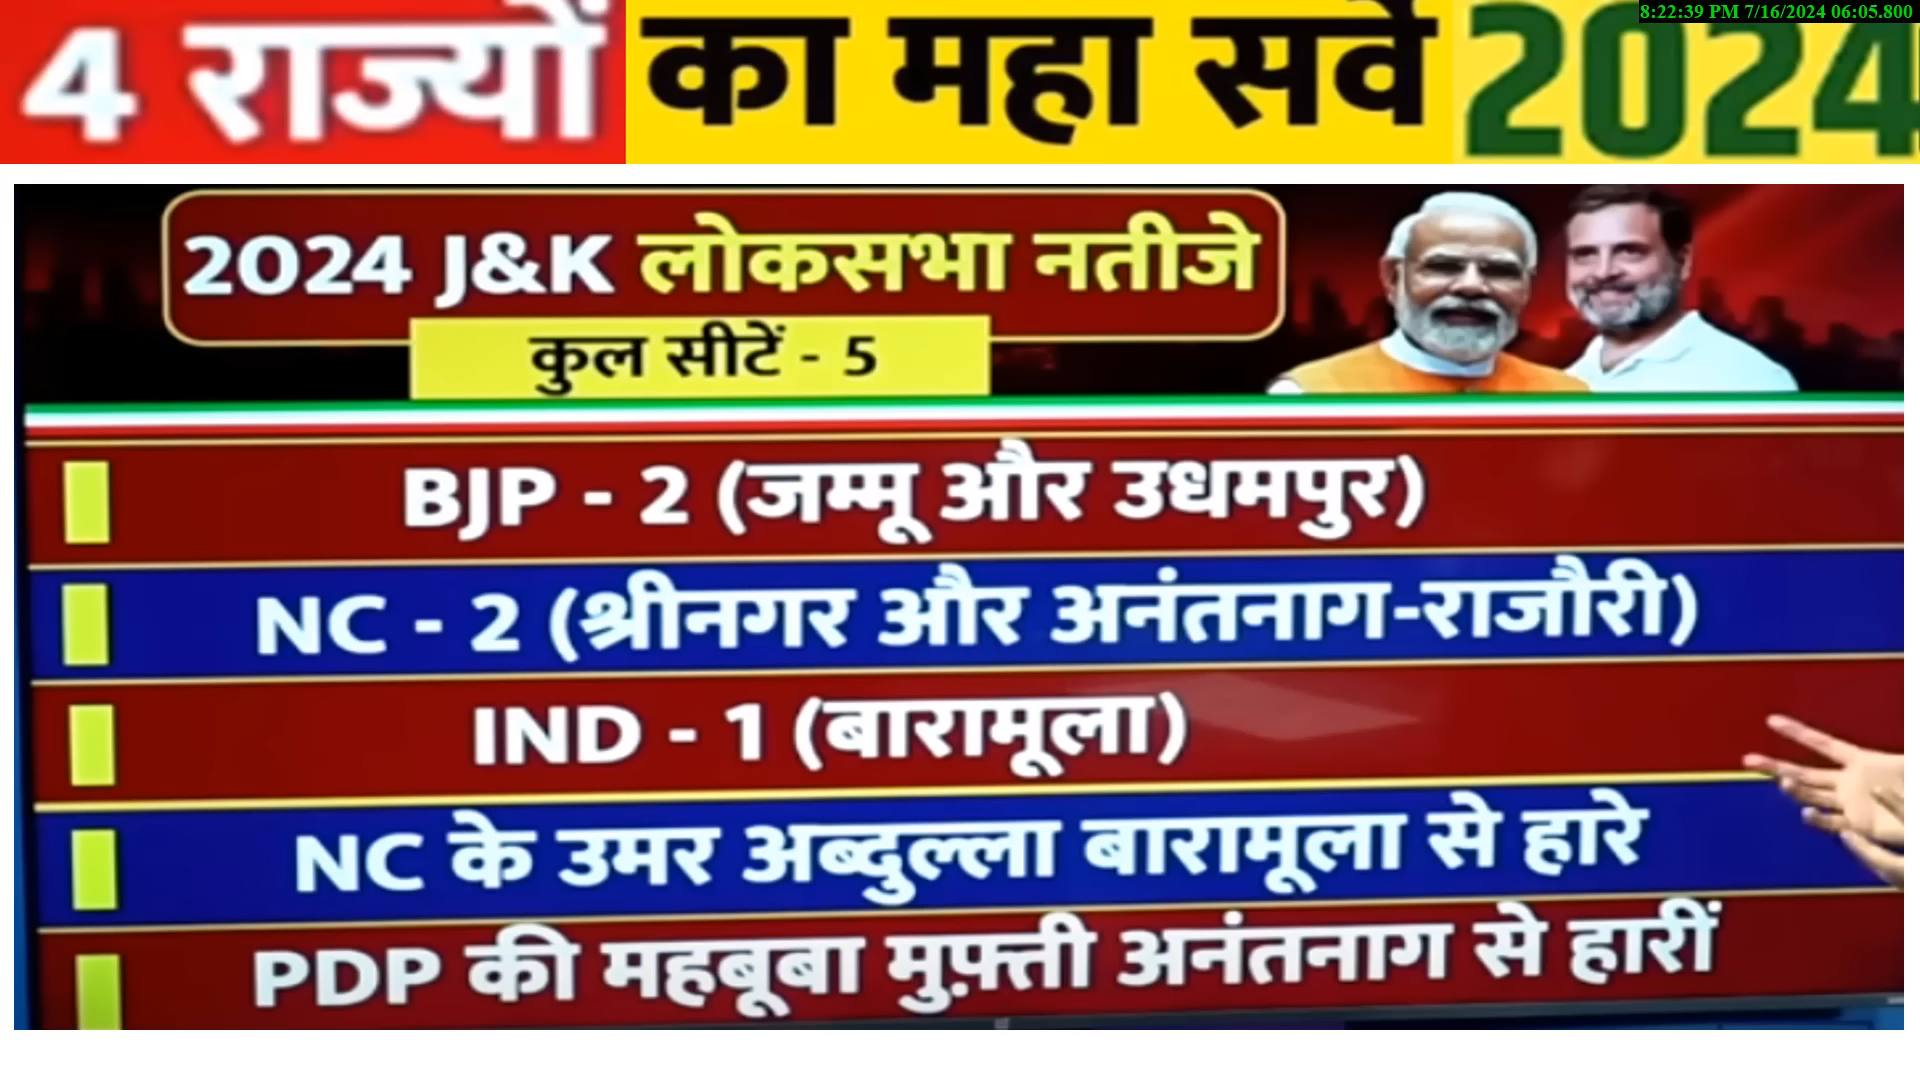 8:22:39 PM 7/16/2024 06:05.800
4 राज्यों का महा सर्वे 2024
2024 J&K लोकसभा नतीजे
कुल सीटें - 5
BJP - 2 (जम्मू और उधमपुर)
NC - 2 (श्रीनगर और अनंतनाग-राजौरी)
IND - 1 (बारामूला)
NC के उमर अब्दुल्ला बारामूला से हारे
PDP की महबूबा मुफ़्ती अनंतनाग से हारीं